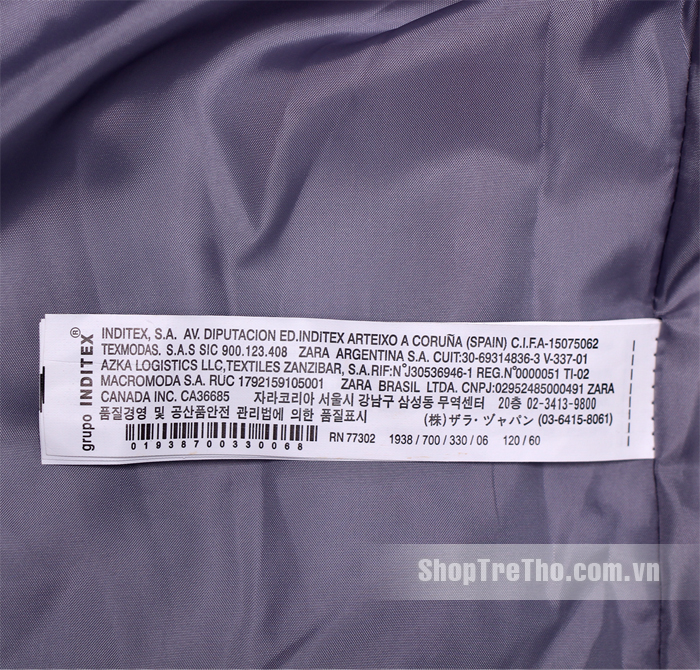 grupo INDITEX®
INDITEX, S.A. AV. DIPUTACION ED.INDITEX ARTEIXO A CORUÑA (SPAIN) C.I.F.A-15075062
TEXMODAS. S.A.S SIC 900.123.408 ZARA ARGENTINA S.A. CUIT:30-69314836-3 V-337-01
AZKA LOGISTICS LLC,TEXTILES ZANZIBAR, S.A.RIF:NºJ30536946-1 REG.Nº0000051 TI-02
MACROMODA S.A. RUC 1792159105001 ZARA BRASIL LTDA. CNPJ:02952485000491 ZARA
CANADA INC. CA36685 자라코리아 서울시 강남구 삼성동 무역센터 20층 02-3413-9800
품질경영 및 공산품안전 관리법에 의한 품질표시 (株)ザラ・ヅャパン (03-6415-8061)
01938700330068 RN 77302 1938 / 700 / 330 / 06 120 / 60
ShopTreTho.com.vn